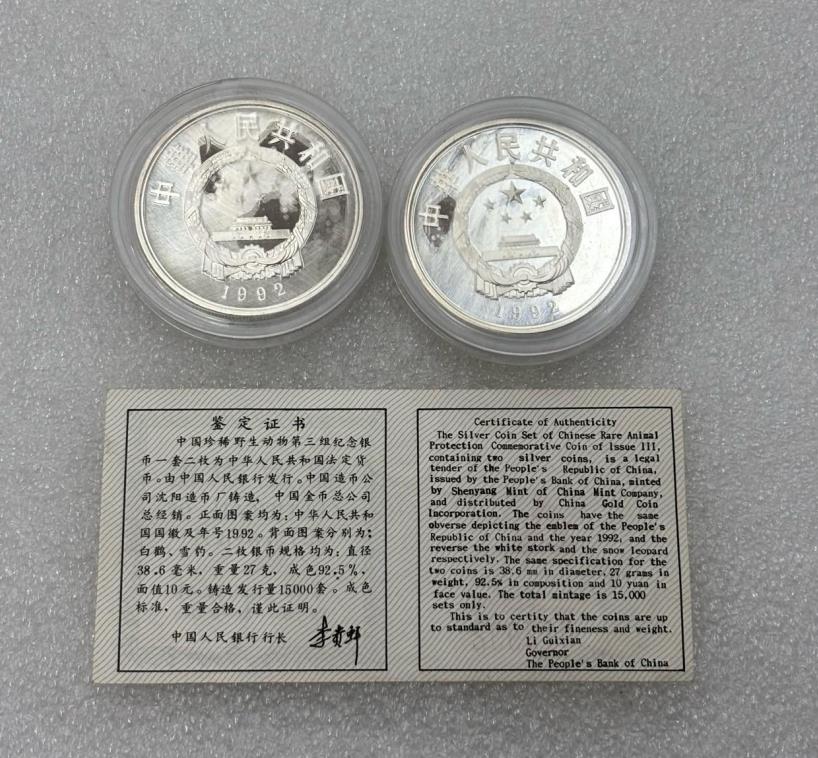 中华人民共和国
1992
中华人民共和国
1992
鉴定证书
中国珍稀野生动物第三组纪念银
币一套二枚为中华人民共和国法定货
币。由中国人民银行发行。中国造币公
司沈阳造币厂铸造，中国金币总公司
总经销。正面图案均为：中华人民共和
国国徽及年号1992。背面图案分别为：
白鹳、雪豹。二枚银币规格均为：直径
38.6毫米，重量27克，成色92.5%，
面值10元。铸造发行量15000套。成色
标准，重量合格，谨此证明。
中国人民银行行长 李贵鲜
Certificate of Authenticity
The Silver Coin Set of Chinese Rare Animal
Protection Commemorative Coin of Issue III,
containing two silver coins, is a legal
tender of the People's Republic of China,
issued by the People's Bank of China, minted
by Shenyang Mint of China Mint Company,
and distributed by China Gold Coin
Incorporation. The coins have the same
obverse depicting the emblem of the People's
Republic of China and the year 1992, and the
reverse the white stork and the snow leopard
respectively. The same specification for the
two coins is 38.6 mm in diameter, 27 grams in
weight, 92.5% in composition and 10 yuan in
face value. The total mintage is 15,000
sets only.
This is to certity that the coins are up
to standard as to their fineness and weight.
Li Guixian
Governor
The People's Bank of China